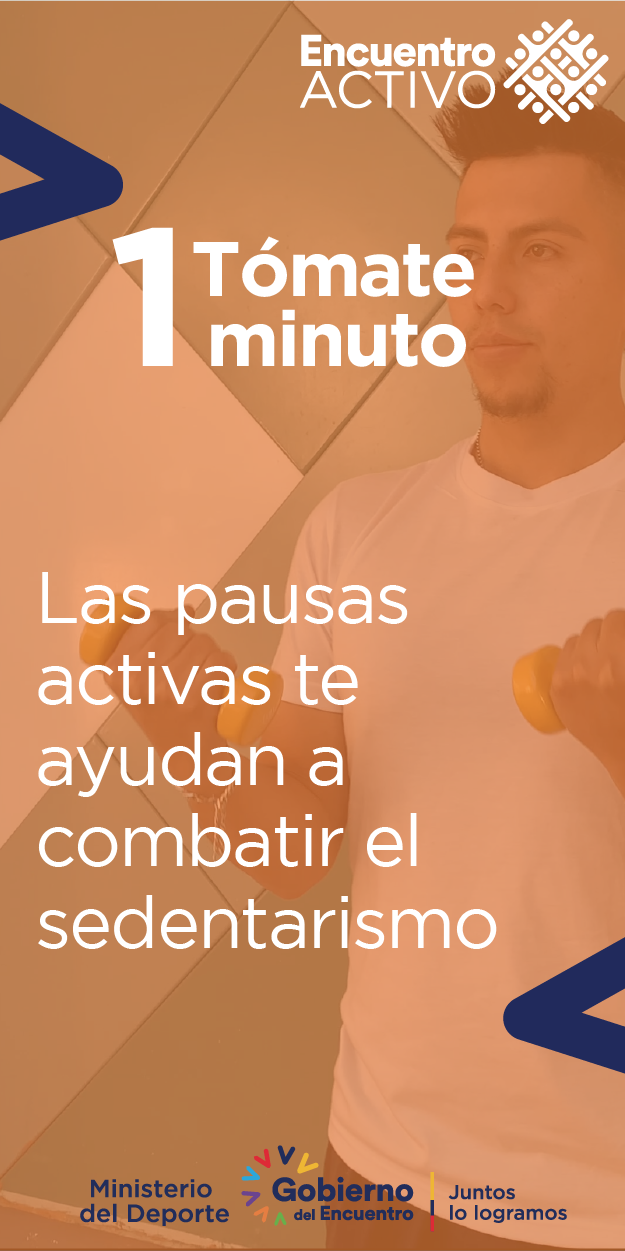 Encuentro
ACTIVO
1 Tómate
minuto
Las pausas
activas te
ayudan a
combatir el
sedentarismo
Ministerio
del Deporte
Gobierno
del Encuentro
Juntos
lo logramos